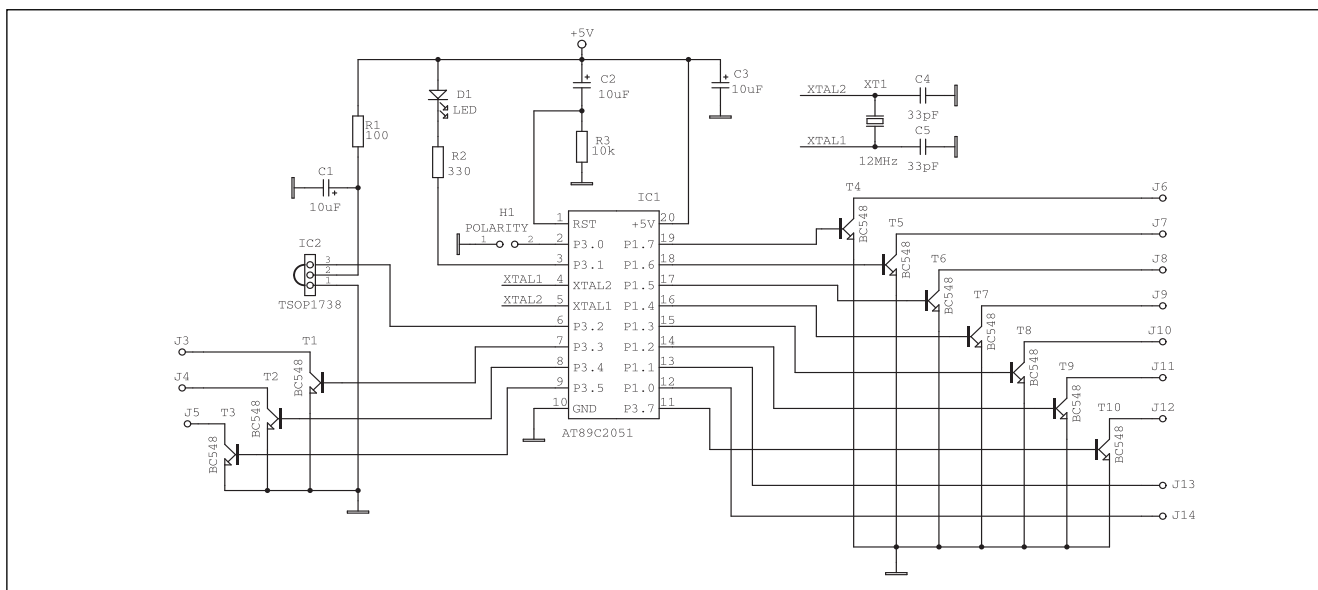 +5V
C2
10uF
C3
10uF
D1
LED
R1
100
R2
330
R3
10k
C1
10uF
XTAL2
XT1
C4
33pF
XTAL1
12MHz
C5
33pF
IC1
H1
POLARITY
1 2
IC2
3
2
1
TSOP1738
1 RST +5V 20
2 P3.0 P1.7 19
3 P3.1 P1.6 18
XTAL1 4 XTAL2 P1.5 17
XTAL2 5 XTAL1 P1.4 16
6 P3.2 P1.3 15
7 P3.3 P1.2 14
8 P3.4 P1.1 13
9 P3.5 P1.0 12
10 GND P3.7 11
AT89C2051
J3
T1
BC548
J4
T2
BC548
J5
T3
BC548
T4
BC548
J6
T5
BC548
J7
T6
BC548
J8
T7
BC548
J9
T8
BC548
J10
T9
BC548
J11
T10
BC548
J12
J13
J14